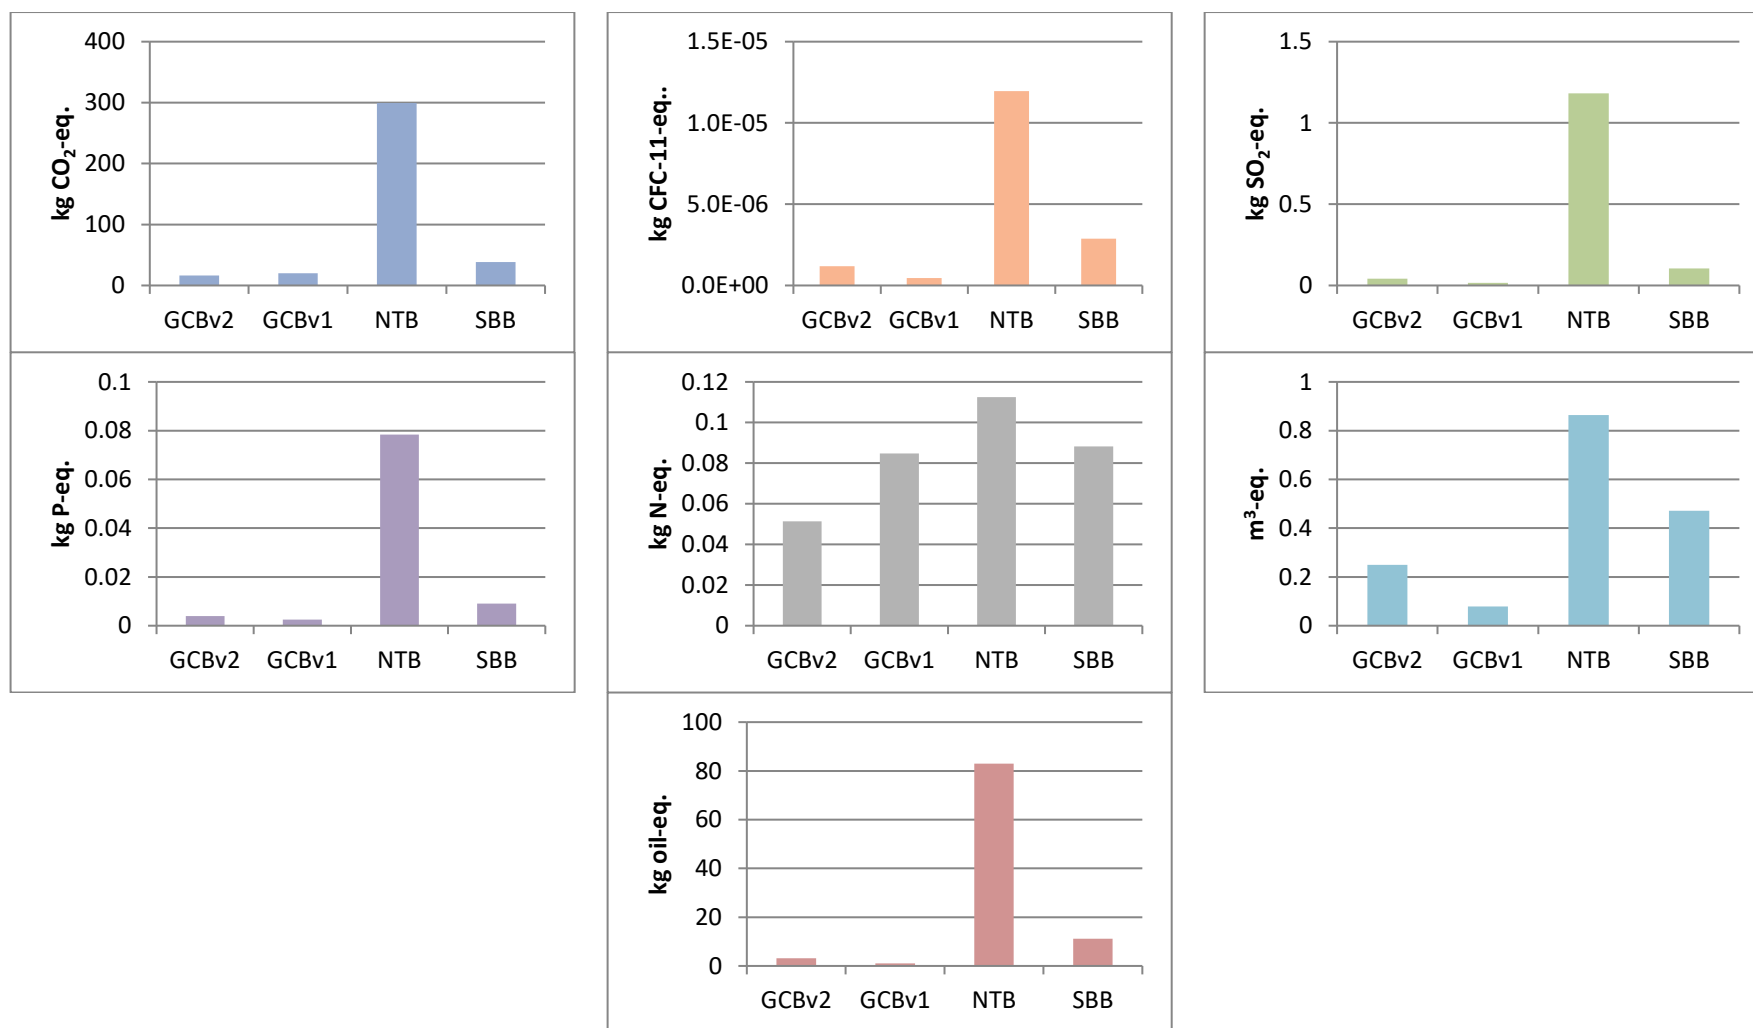 400
300
200
100
0
kg CO₂-eq.
GCBv2 GCBv1 NTB SBB
1.5E-05
1.0E-05
5.0E-06
0.0E+00
kg CFC-11-eq..
GCBv2 GCBv1 NTB SBB
1.5
1
0.5
0
kg SO₂-eq.
GCBv2 GCBv1 NTB SBB
0.1
0.08
0.06
0.04
0.02
0
kg P-eq.
GCBv2 GCBv1 NTB SBB
0.12
0.1
0.08
0.06
0.04
0.02
0
kg N-eq.
GCBv2 GCBv1 NTB SBB
1
0.8
0.6
0.4
0.2
0
m³-eq.
GCBv2 GCBv1 NTB SBB
100
80
60
40
20
0
kg oil-eq.
GCBv2 GCBv1 NTB SBB